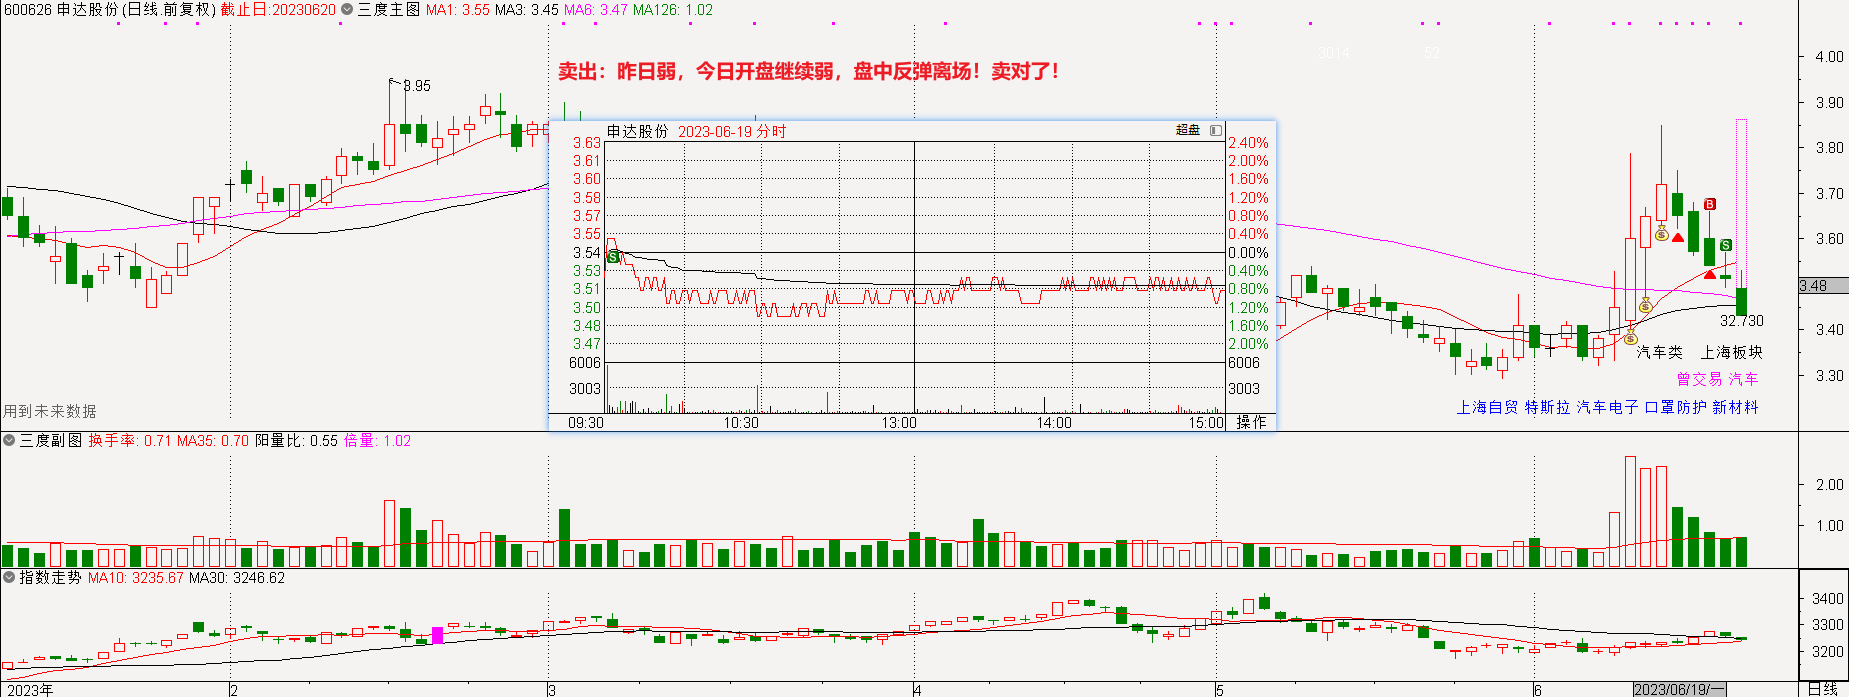 600626 申达股份(日线.前复权) 截止日:20230620 三度主图 MA1: 3.55 MA3: 3.45 MA6: 3.47 MA126: 1.02
3014 52
卖出：昨日弱，今日开盘继续弱，盘中反弹离场！卖对了！
4.00
3.95
3.90
3.80
3.70
3.60
3.48
3.40
3.30
申达股份 2023-06-19 分时 超盘
3.63 2.40%
3.61 2.00%
3.60 1.60%
3.58 1.20%
3.57 0.80%
3.55 0.40%
3.54 0.00%
3.53 0.40%
3.51 0.80%
3.50 1.20%
3.48 1.60%
3.47 2.00%
6006 6006
3003 3003
09:30 10:30 13:00 14:00 15:00 操作
S
B
S
$
$
$
32.730
汽车类 上海板块
曾交易 汽车
上海自贸 特斯拉 汽车电子 口罩防护 新材料
用到未来数据
三度副图 换手率: 0.71 MA35: 0.70 阳量比: 0.55 倍量: 1.02
2.00
1.00
指数走势 MA10: 3235.67 MA30: 3246.62
3400
3300
3200
2023年 2 3 4 5 6 2023/06/19/一 日线